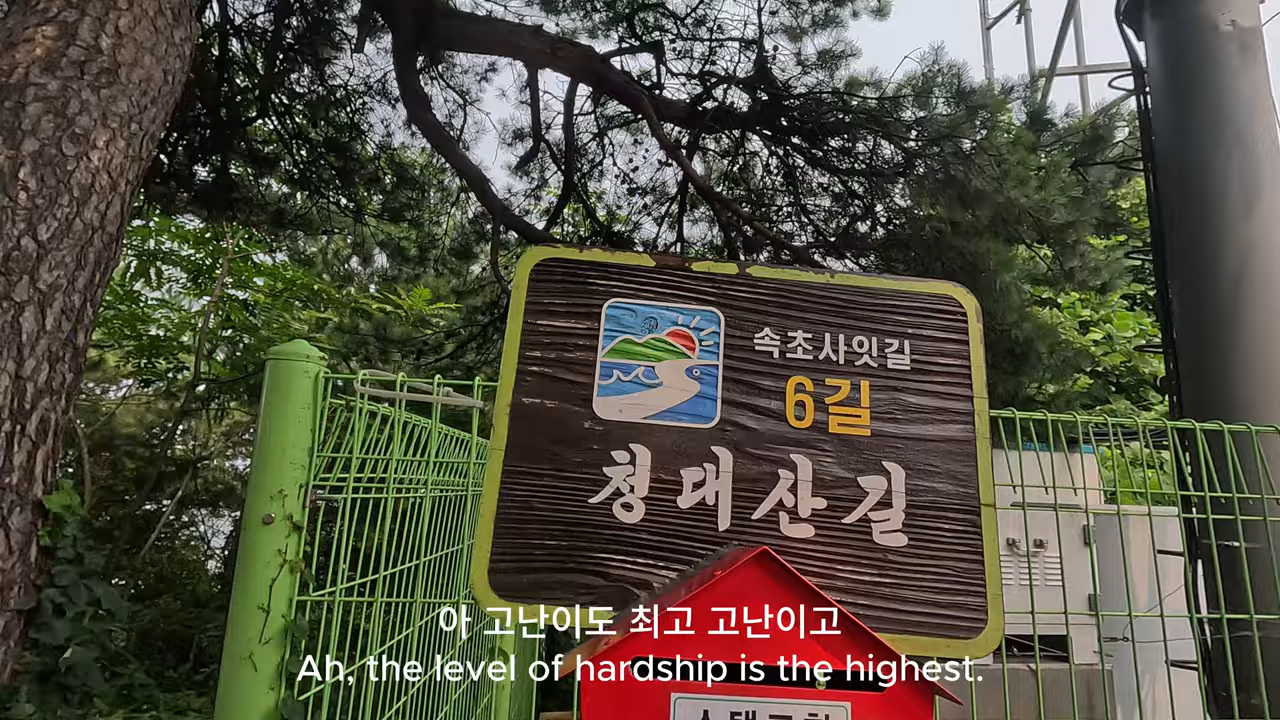 속초사잇길
6길
청대산길
아 고난이도 최고 고난이고
Ah, the level of hardship is the highest.